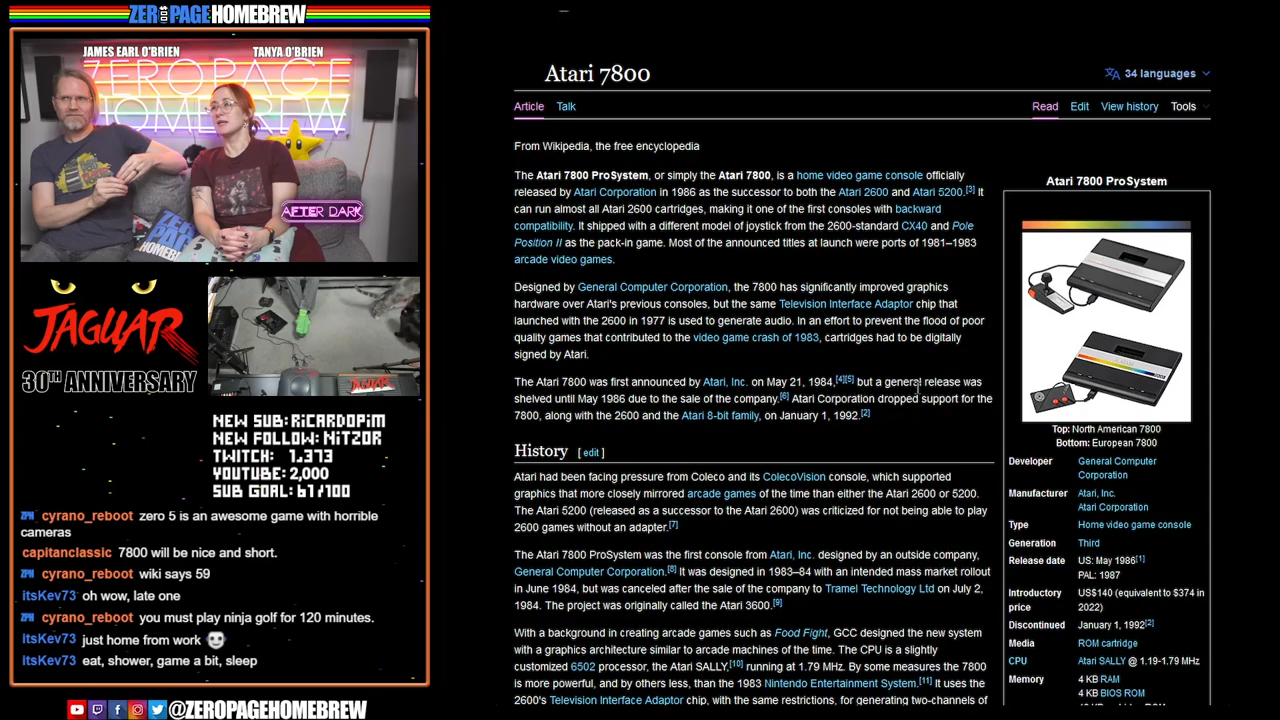 ZEROPAGE HOMEBREW
JAMES EARL O'BRIEN
TANYA O'BRIEN
ZEROPAGE
HOMEBREW
AFTER DARK
JAGUAR
30TH ANNIVERSARY
JAGUAR
NEW SUB: RiCARDOPiM
NEW FOLLOW: HiTZOR
TWITCH: 1,373
YOUTUBE: 2,000
SUB GOAL: 67/100
ZPH cyrano_reboot zero 5 is an awesome game with horrible
cameras
capitanclassic 7800 will be nice and short.
ZPH cyrano_reboot wiki says 59
itsKev73 oh wow, late one
ZPH cyrano_reboot you must play ninja golf for 120 minutes.
itsKev73 just home from work
itsKev73 eat, shower, game a bit, sleep
@ZEROPAGEHOMEBREW
Atari 7800
34 languages
Article Talk
Read Edit View history Tools
From Wikipedia, the free encyclopedia
The Atari 7800 ProSystem, or simply the Atari 7800, is a home video game console officially
released by Atari Corporation in 1986 as the successor to both the Atari 2600 and Atari 5200.[3] It
can run almost all Atari 2600 cartridges, making it one of the first consoles with backward
compatibility. It shipped with a different model of joystick from the 2600-standard CX40 and Pole
Position II as the pack-in game. Most of the announced titles at launch were ports of 1981–1983
arcade video games.
Designed by General Computer Corporation, the 7800 has significantly improved graphics
hardware over Atari's previous consoles, but the same Television Interface Adaptor chip that
launched with the 2600 in 1977 is used to generate audio. In an effort to prevent the flood of poor
quality games that contributed to the video game crash of 1983, cartridges had to be digitally
signed by Atari.
The Atari 7800 was first announced by Atari, Inc. on May 21, 1984,[4][5] but a general release was
shelved until May 1986 due to the sale of the company.[6] Atari Corporation dropped support for the
7800, along with the 2600 and the Atari 8-bit family, on January 1, 1992.[2]
History [ edit ]
Atari had been facing pressure from Coleco and its ColecoVision console, which supported
graphics that more closely mirrored arcade games of the time than either the Atari 2600 or 5200.
The Atari 5200 (released as a successor to the Atari 2600) was criticized for not being able to play
2600 games without an adapter.[7]
The Atari 7800 ProSystem was the first console from Atari, Inc. designed by an outside company,
General Computer Corporation.[8] It was designed in 1983–84 with an intended mass market rollout
in June 1984, but was canceled after the sale of the company to Tramel Technology Ltd on July 2,
1984. The project was originally called the Atari 3600.[9]
With a background in creating arcade games such as Food Fight, GCC designed the new system
with a graphics architecture similar to arcade machines of the time. The CPU is a slightly
customized 6502 processor, the Atari SALLY,[10] running at 1.79 MHz. By some measures the 7800
is more powerful, and by others less, than the 1983 Nintendo Entertainment System.[11] It uses the
2600's Television Interface Adaptor chip, with the same restrictions, for generating two-channels of
Atari 7800 ProSystem
Top: North American 7800
Bottom: European 7800
Developer General Computer
Corporation
Manufacturer Atari, Inc.
Atari Corporation
Type Home video game console
Generation Third
Release date US: May 1986[1]
PAL: 1987
Introductory US$140 (equivalent to $374 in
price 2022)
Discontinued January 1, 1992[2]
Media ROM cartridge
CPU Atari SALLY @ 1.19-1.79 MHz
Memory 4 KB RAM
4 KB BIOS ROM